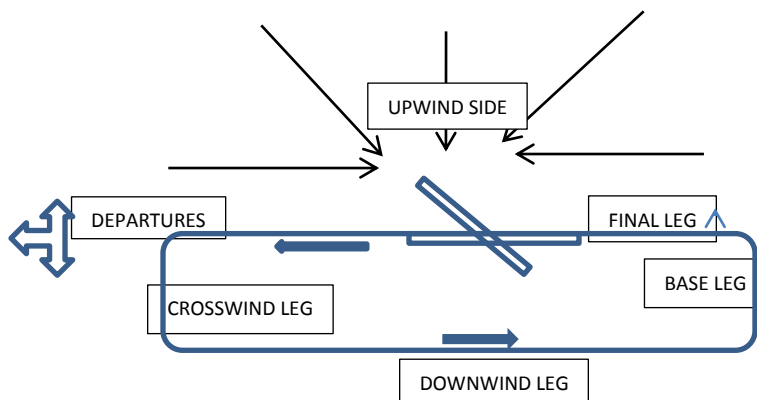 UPWIND SIDE
DEPARTURES
FINAL LEG
BASE LEG
CROSSWIND LEG
DOWNWIND LEG